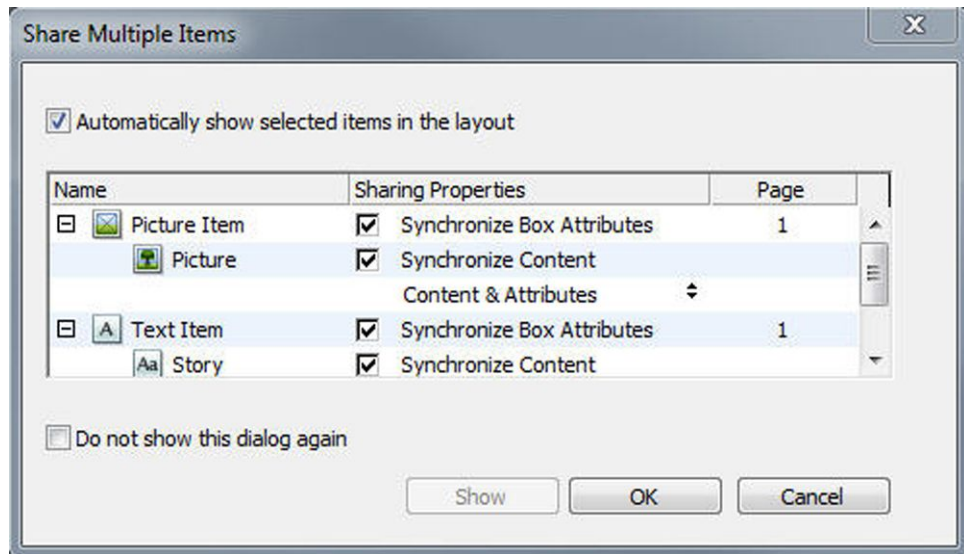 Share Multiple Items
Automatically show selected items in the layout
Name Sharing Properties Page
Picture Item Synchronize Box Attributes 1
Picture Synchronize Content
Content & Attributes
A Text Item Synchronize Box Attributes 1
Aa Story Synchronize Content
Do not show this dialog again
Show OK Cancel